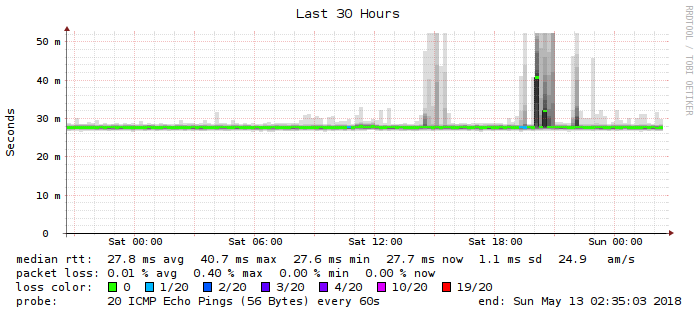 Last 30 Hours
RRDTOOL / TOBI OETIKER
Seconds
50 m
40 m
30 m
20 m
10 m
0
Sat 00:00 Sat 06:00 Sat 12:00 Sat 18:00 Sun 00:00
median rtt: 27.8 ms avg 40.7 ms max 27.6 ms min 27.7 ms now 1.1 ms sd 24.9 am/s
packet loss: 0.01 % avg 0.40 % max 0.00 % min 0.00 % now
loss color: 0 1/20 2/20 3/20 4/20 10/20 19/20
probe: 20 ICMP Echo Pings (56 Bytes) every 60s end: Sun May 13 02:35:03 2018